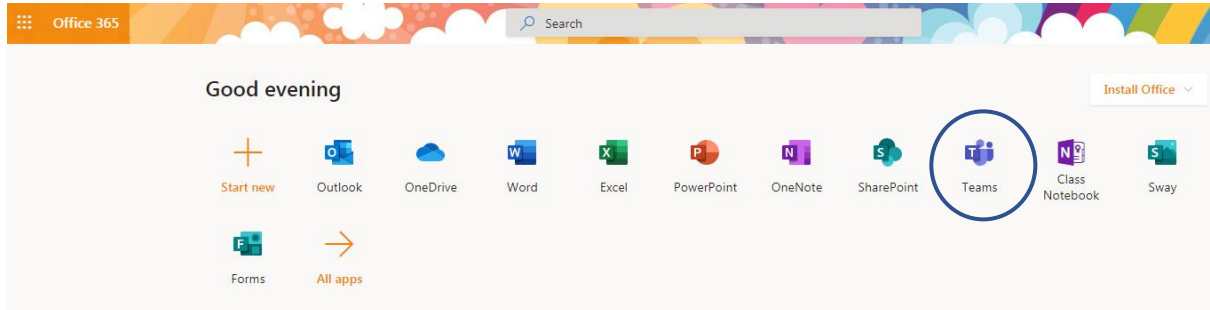 Office 365
Search
Good evening
Install Office
Start new
Outlook
OneDrive
Word
Excel
PowerPoint
OneNote
SharePoint
Teams
Class
Notebook
Sway
Forms
All apps